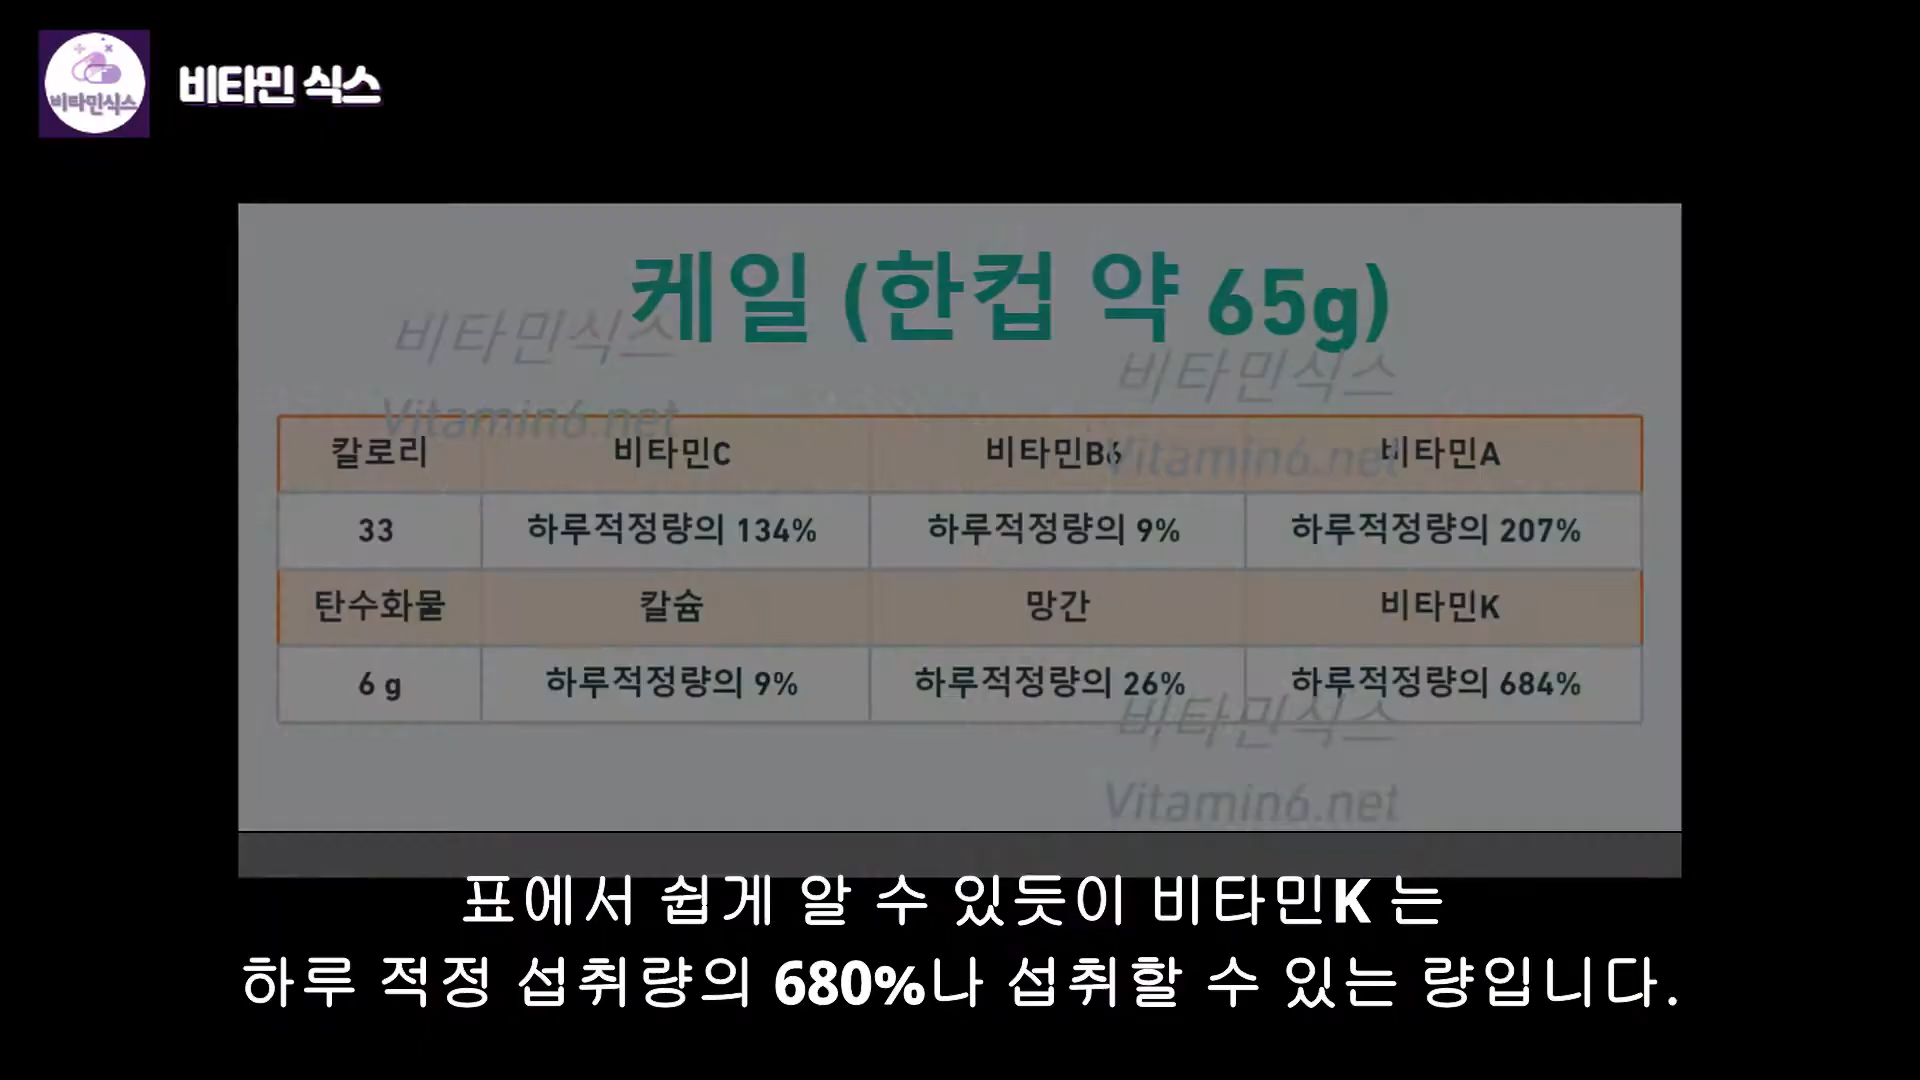 비타민식스
비타민 식스
케일 (한컵 약 65g)
비타민식스
비타민식스
Vitamin6.net
Vitamin6.net
칼로리 비타민C 비타민B6 비타민A
33 하루적정량의 134% 하루적정량의 9% 하루적정량의 207%
탄수화물 칼슘 망간 비타민K
6 g 하루적정량의 9% 하루적정량의 26% 하루적정량의 684%
비타민식스
Vitamin6.net
표에서 쉽게 알 수 있듯이 비타민K 는
하루 적정 섭취량의 680%나 섭취할 수 있는 량입니다.